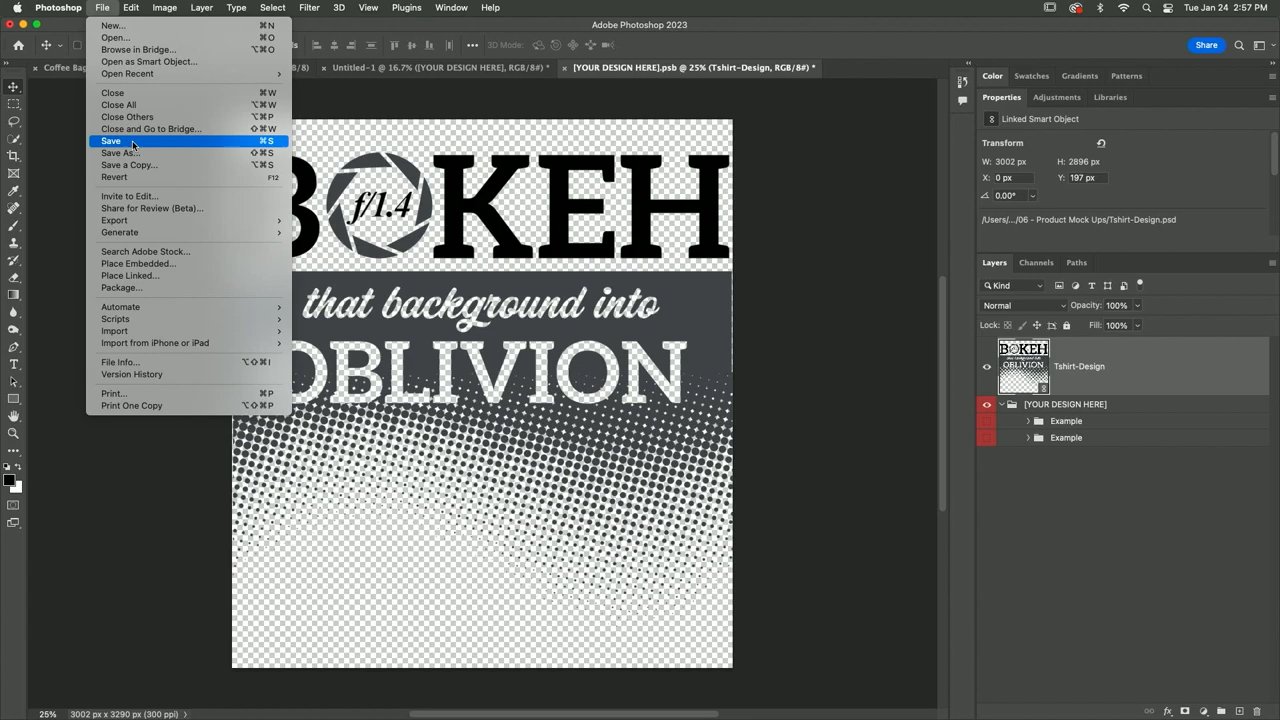 Photoshop File Edit Image Layer Type Select Filter 3D View Plugins Window Help Tue Jan 24 2:57 PM
Adobe Photoshop 2023
3D Mode: Share
Coffee Ba /8) × Untitled-1 @ 16.7% ([YOUR DESIGN HERE], RGB/8#) * × [YOUR DESIGN HERE].psb @ 25% (Tshirt-Design, RGB/8#) *
New... ⌘N
Open... ⌘O
Browse in Bridge... ⌥⌘O
Open as Smart Object...
Open Recent >
Close ⌘W
Close All ⌥⌘W
Close Others ⌥⌘P
Close and Go to Bridge... ⇧⌘W
Save ⌘S
Save As... ⇧⌘S
Save a Copy... ⌥⌘S
Revert F12
Invite to Edit...
Share for Review (Beta)...
Export >
Generate >
Search Adobe Stock...
Place Embedded...
Place Linked...
Package...
Automate >
Scripts >
Import >
Import from iPhone or iPad >
File Info... ⌥⇧⌘I
Version History
Print... ⌘P
Print One Copy ⌥⇧⌘P
BOKEH
f/1.4
that background into
OBLIVION
Color Swatches Gradients Patterns
Properties Adjustments Libraries
Linked Smart Object
Transform
W: 3002 px H: 2896 px
X: 0 px Y: 197 px
0.00°
/Users/.../06 - Product Mock Ups/Tshirt-Design.psd
Layers Channels Paths
Kind
Normal Opacity: 100%
Lock: Fill: 100%
Tshirt-Design
[YOUR DESIGN HERE]
Example
Example
25% 3002 px x 3290 px (300 ppi)